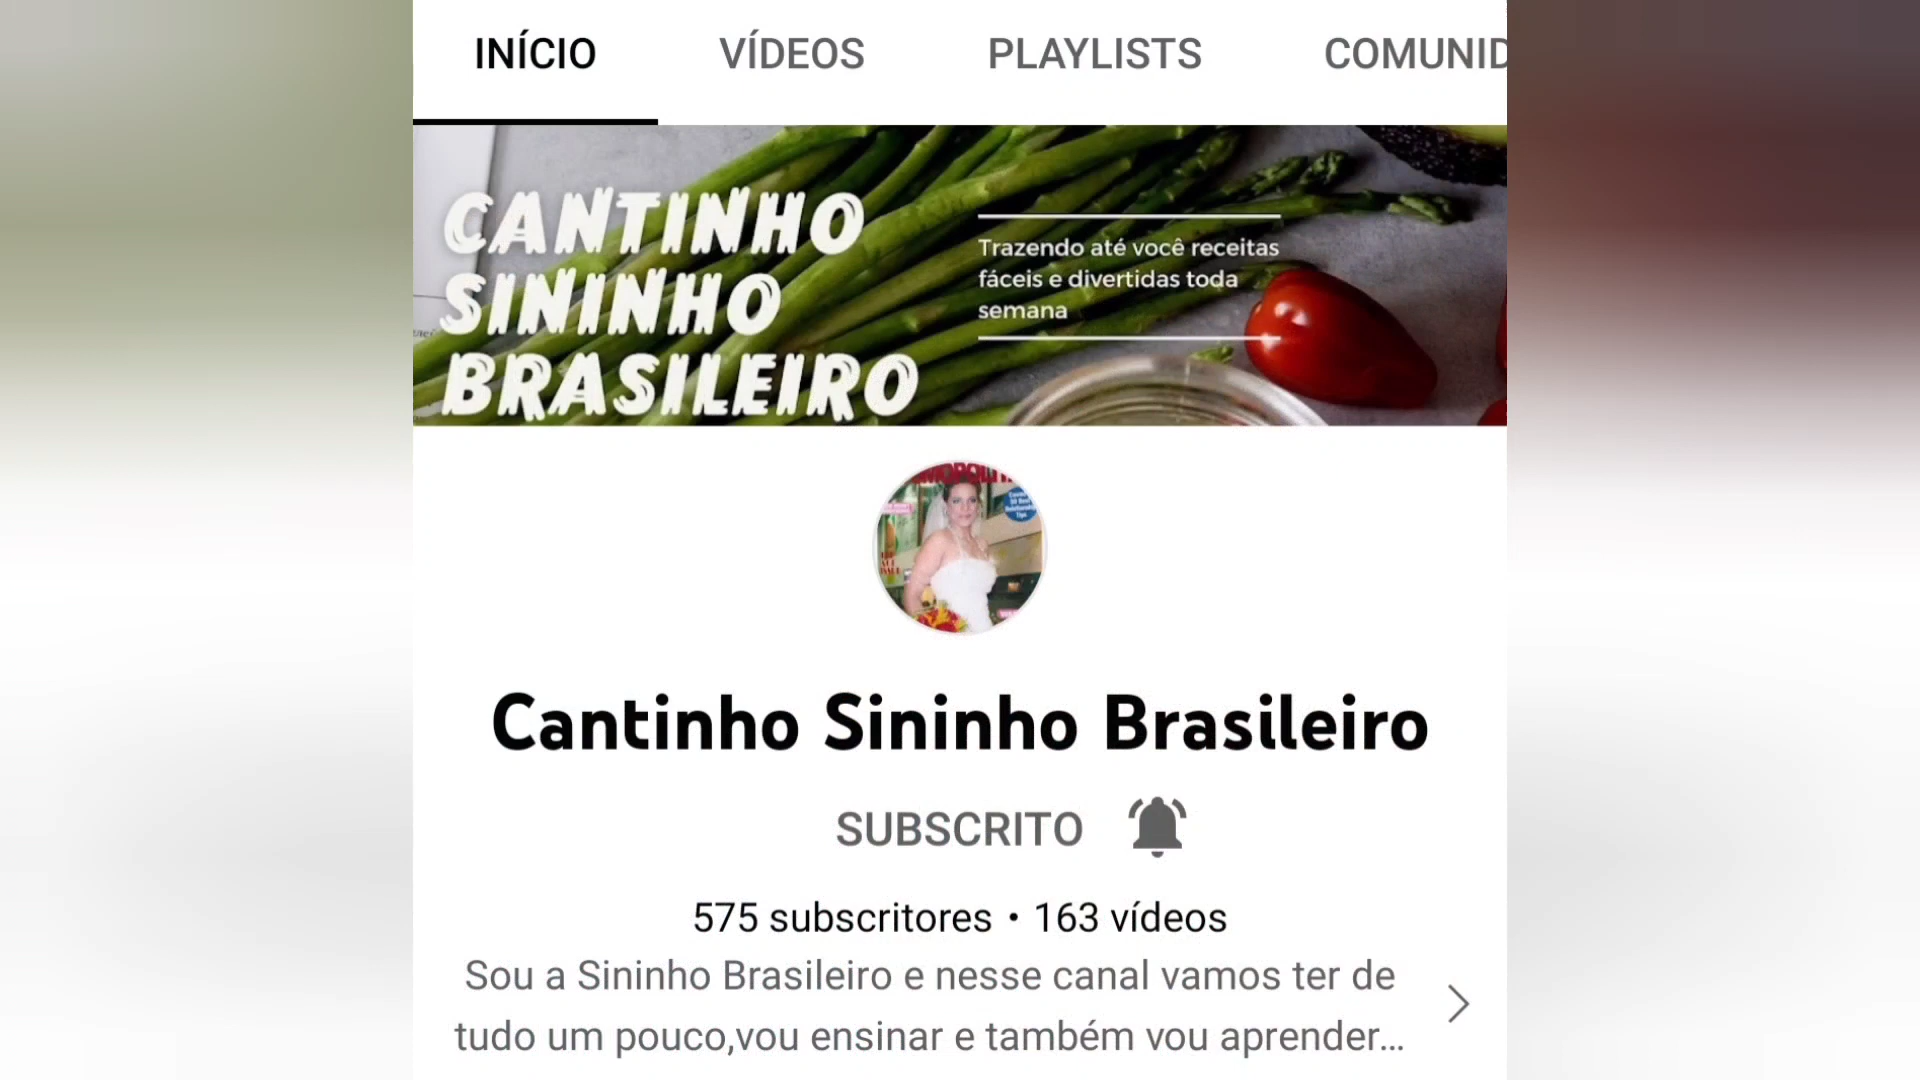 INÍCIO VÍDEOS PLAYLISTS COMUNID
CANTINHO
SININHO
BRASILEIRO
Trazendo até você receitas
fáceis e divertidas toda
semana
Cantinho Sininho Brasileiro
SUBSCRITO
575 subscritores • 163 vídeos
Sou a Sininho Brasileiro e nesse canal vamos ter de
tudo um pouco,vou ensinar e também vou aprender...